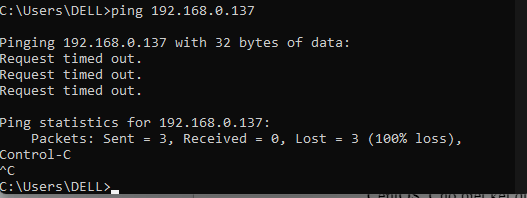 C:\Users\DELL>ping 192.168.0.137
Pinging 192.168.0.137 with 32 bytes of data:
Request timed out.
Request timed out.
Request timed out.
Ping statistics for 192.168.0.137:
    Packets: Sent = 3, Received = 0, Lost = 3 (100% loss),
Control-C
^C
C:\Users\DELL>